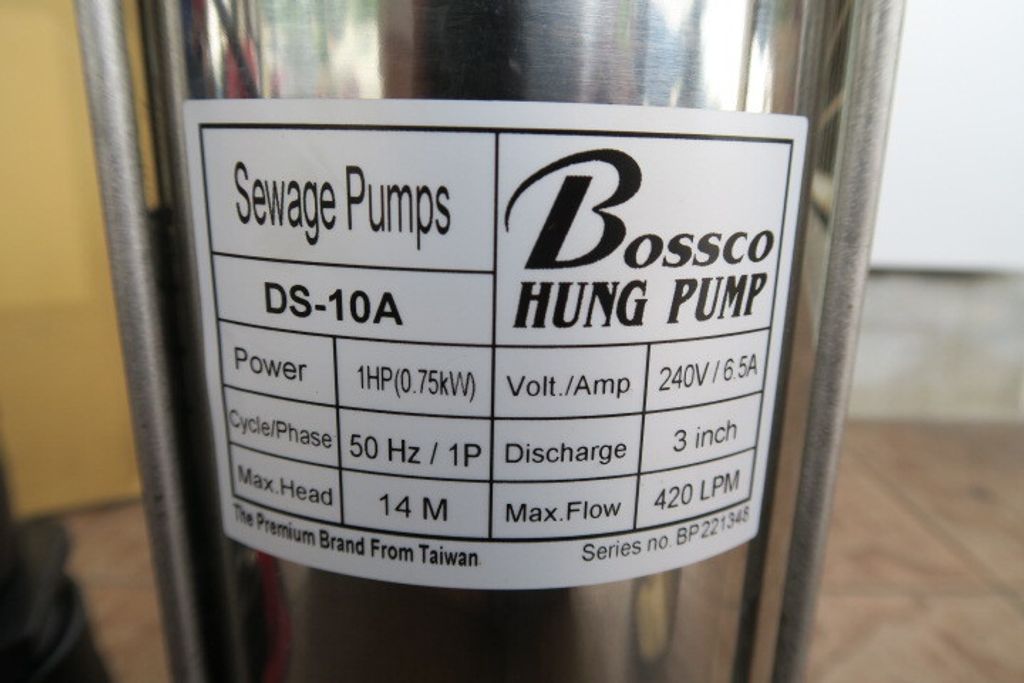 Sewage Pumps
Bossco
HUNG PUMP
DS-10A
Power 1HP(0.75kW) Volt./Amp 240V / 6.5A
Cycle/Phase 50 Hz / 1P Discharge 3 inch
Max.Head 14 M Max.Flow 420 LPM
The Premium Brand From Taiwan Series no. BP221348